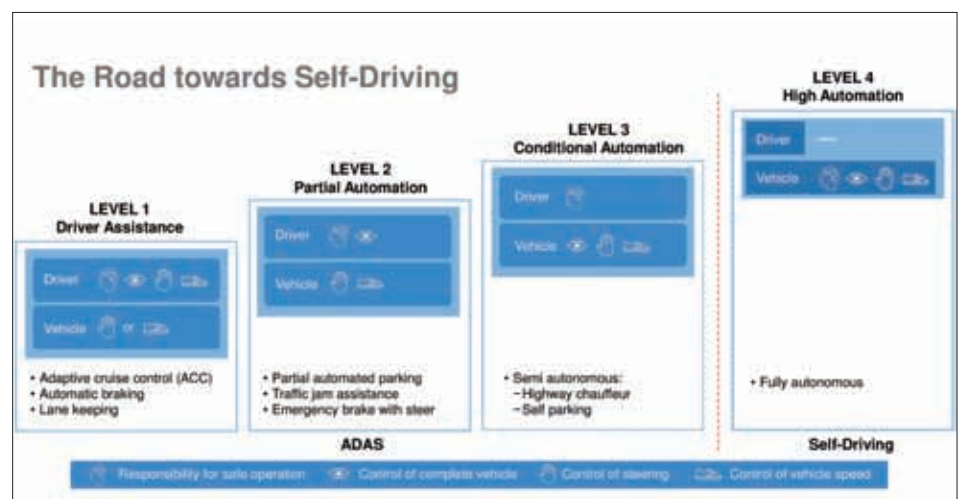 The Road towards Self-Driving
LEVEL 1
Driver Assistance
Driver
Vehicle or
• Adaptive cruise control (ACC)
• Automatic braking
• Lane keeping
LEVEL 2
Partial Automation
Driver
Vehicle
• Partial automated parking
• Traffic jam assistance
• Emergency brake with steer
LEVEL 3
Conditional Automation
Driver
Vehicle
• Semi autonomous:
–Highway chauffeur
–Self parking
ADAS
LEVEL 4
High Automation
Driver —
Vehicle
• Fully autonomous
Self-Driving
Responsibility for safe operation Control of complete vehicle Control of steering Control of vehicle speed